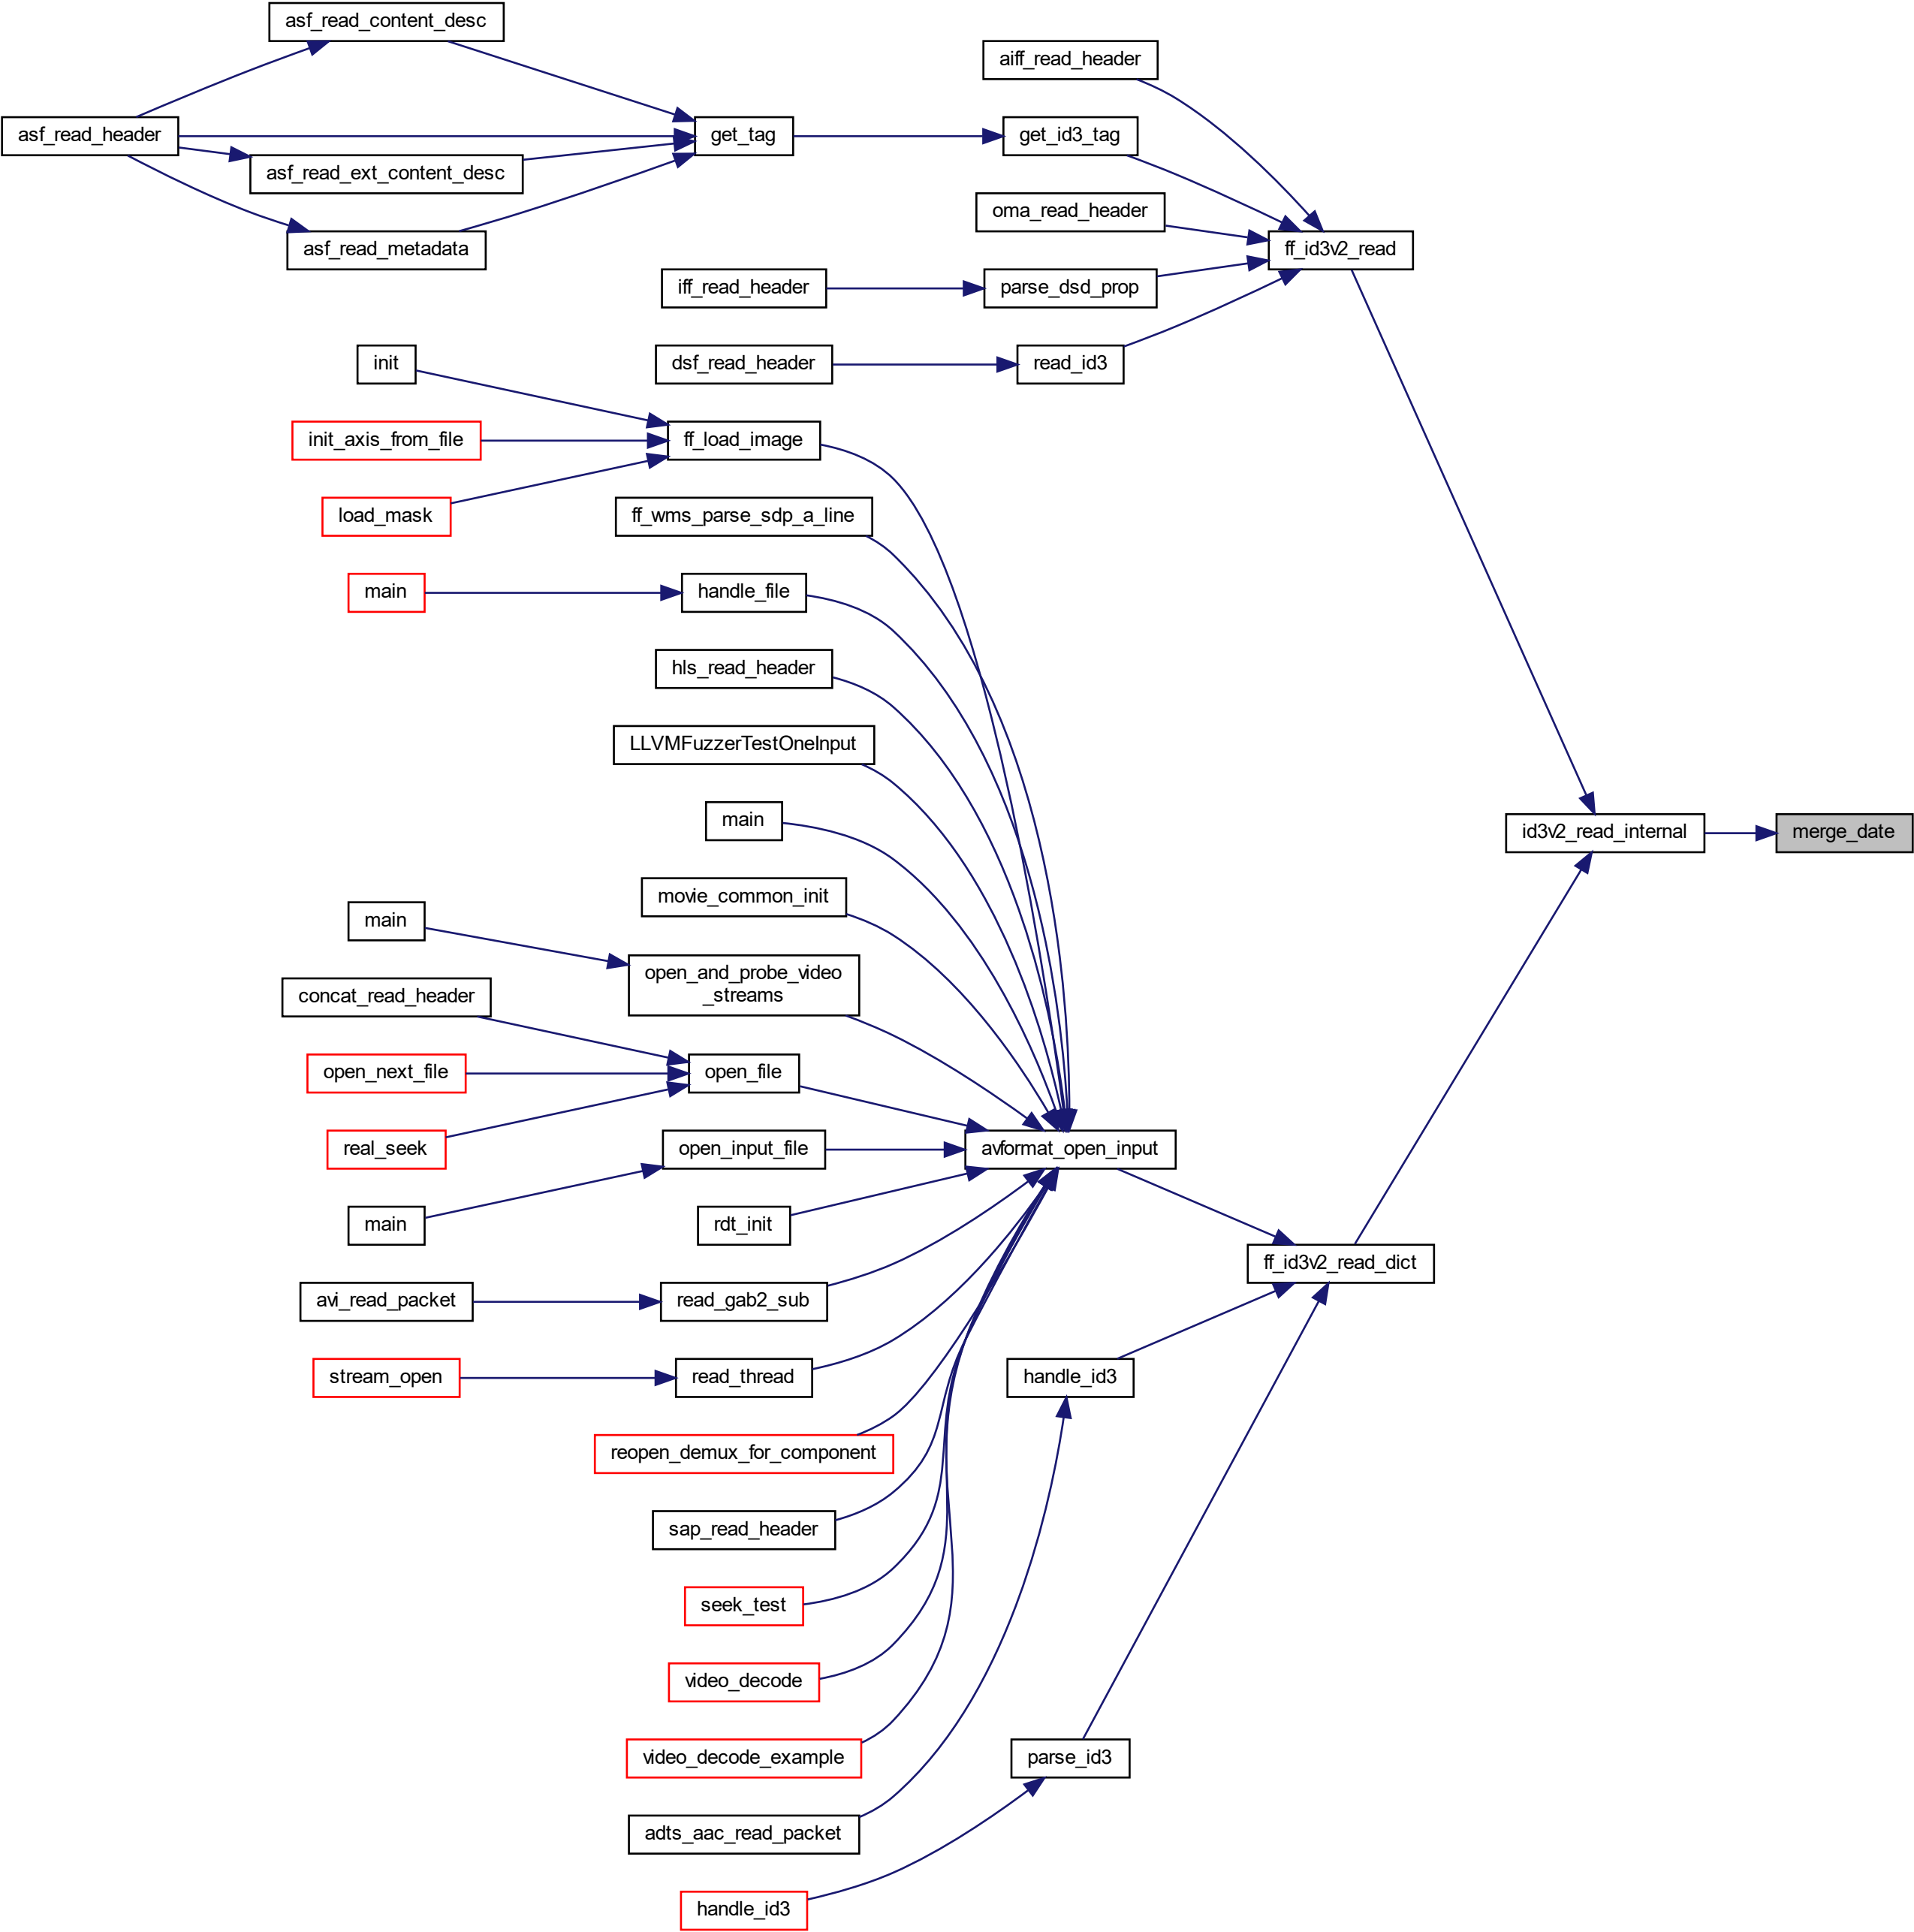 asf_read_content_desc
aiff_read_header
asf_read_header
get_tag
get_id3_tag
asf_read_ext_content_desc
oma_read_header
asf_read_metadata
ff_id3v2_read
iff_read_header
parse_dsd_prop
init
dsf_read_header
read_id3
init_axis_from_file
ff_load_image
load_mask
ff_wms_parse_sdp_a_line
main
handle_file
hls_read_header
LLVMFuzzerTestOneInput
main
id3v2_read_internal
merge_date
movie_common_init
main
open_and_probe_video
_streams
concat_read_header
open_next_file
open_file
real_seek
open_input_file
avformat_open_input
main
rdt_init
ff_id3v2_read_dict
avi_read_packet
read_gab2_sub
stream_open
read_thread
handle_id3
reopen_demux_for_component
sap_read_header
seek_test
video_decode
video_decode_example
parse_id3
adts_aac_read_packet
handle_id3